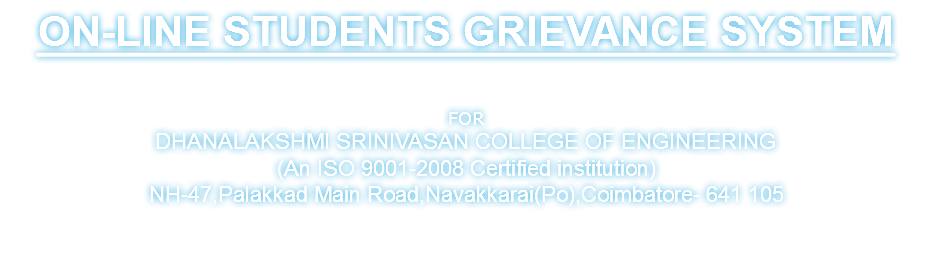 ON-LINE STUDENTS GRIEVANCE SYSTEM
FOR
DHANALAKSHMI SRINIVASAN COLLEGE OF ENGINEERING
(An ISO 9001-2008 Certified institution)
NH-47,Palakkad Main Road,Navakkarai(Po),Coimbatore- 641 105